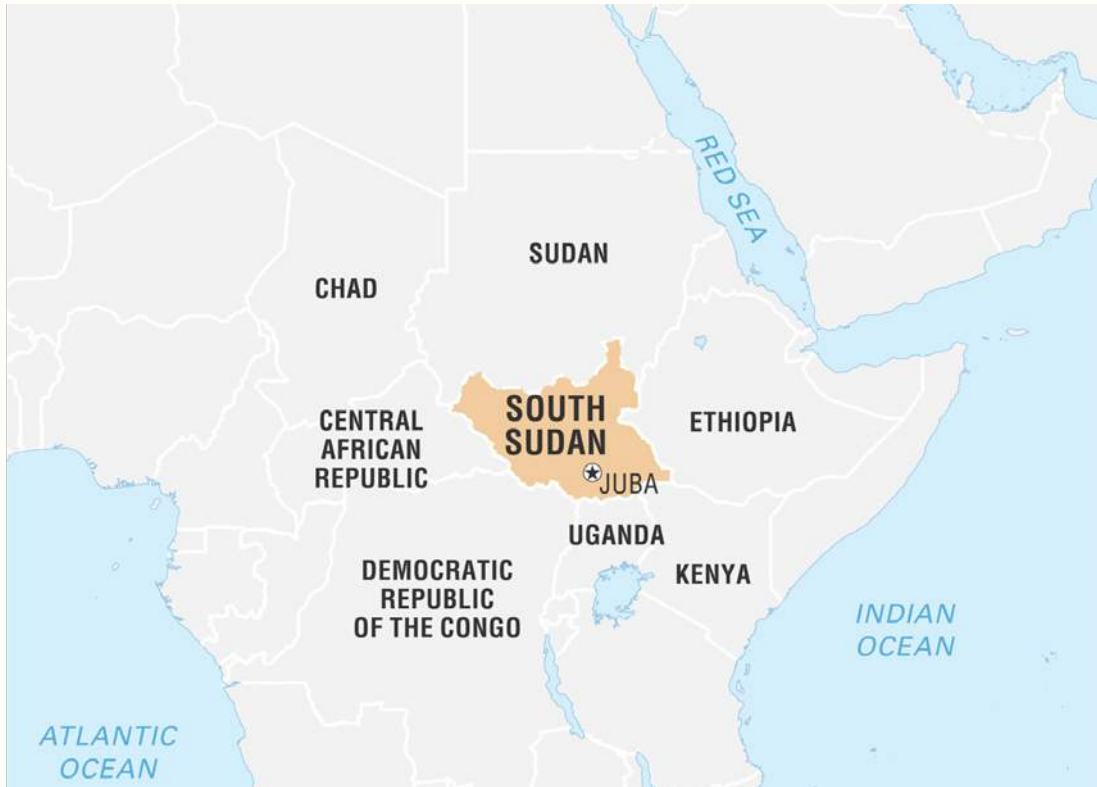 RED SEA
SUDAN
CHAD
SOUTH
SUDAN
CENTRAL
AFRICAN
REPUBLIC
ETHIOPIA
JUBA
UGANDA
DEMOCRATIC
REPUBLIC
OF THE CONGO
KENYA
INDIAN
OCEAN
ATLANTIC
OCEAN